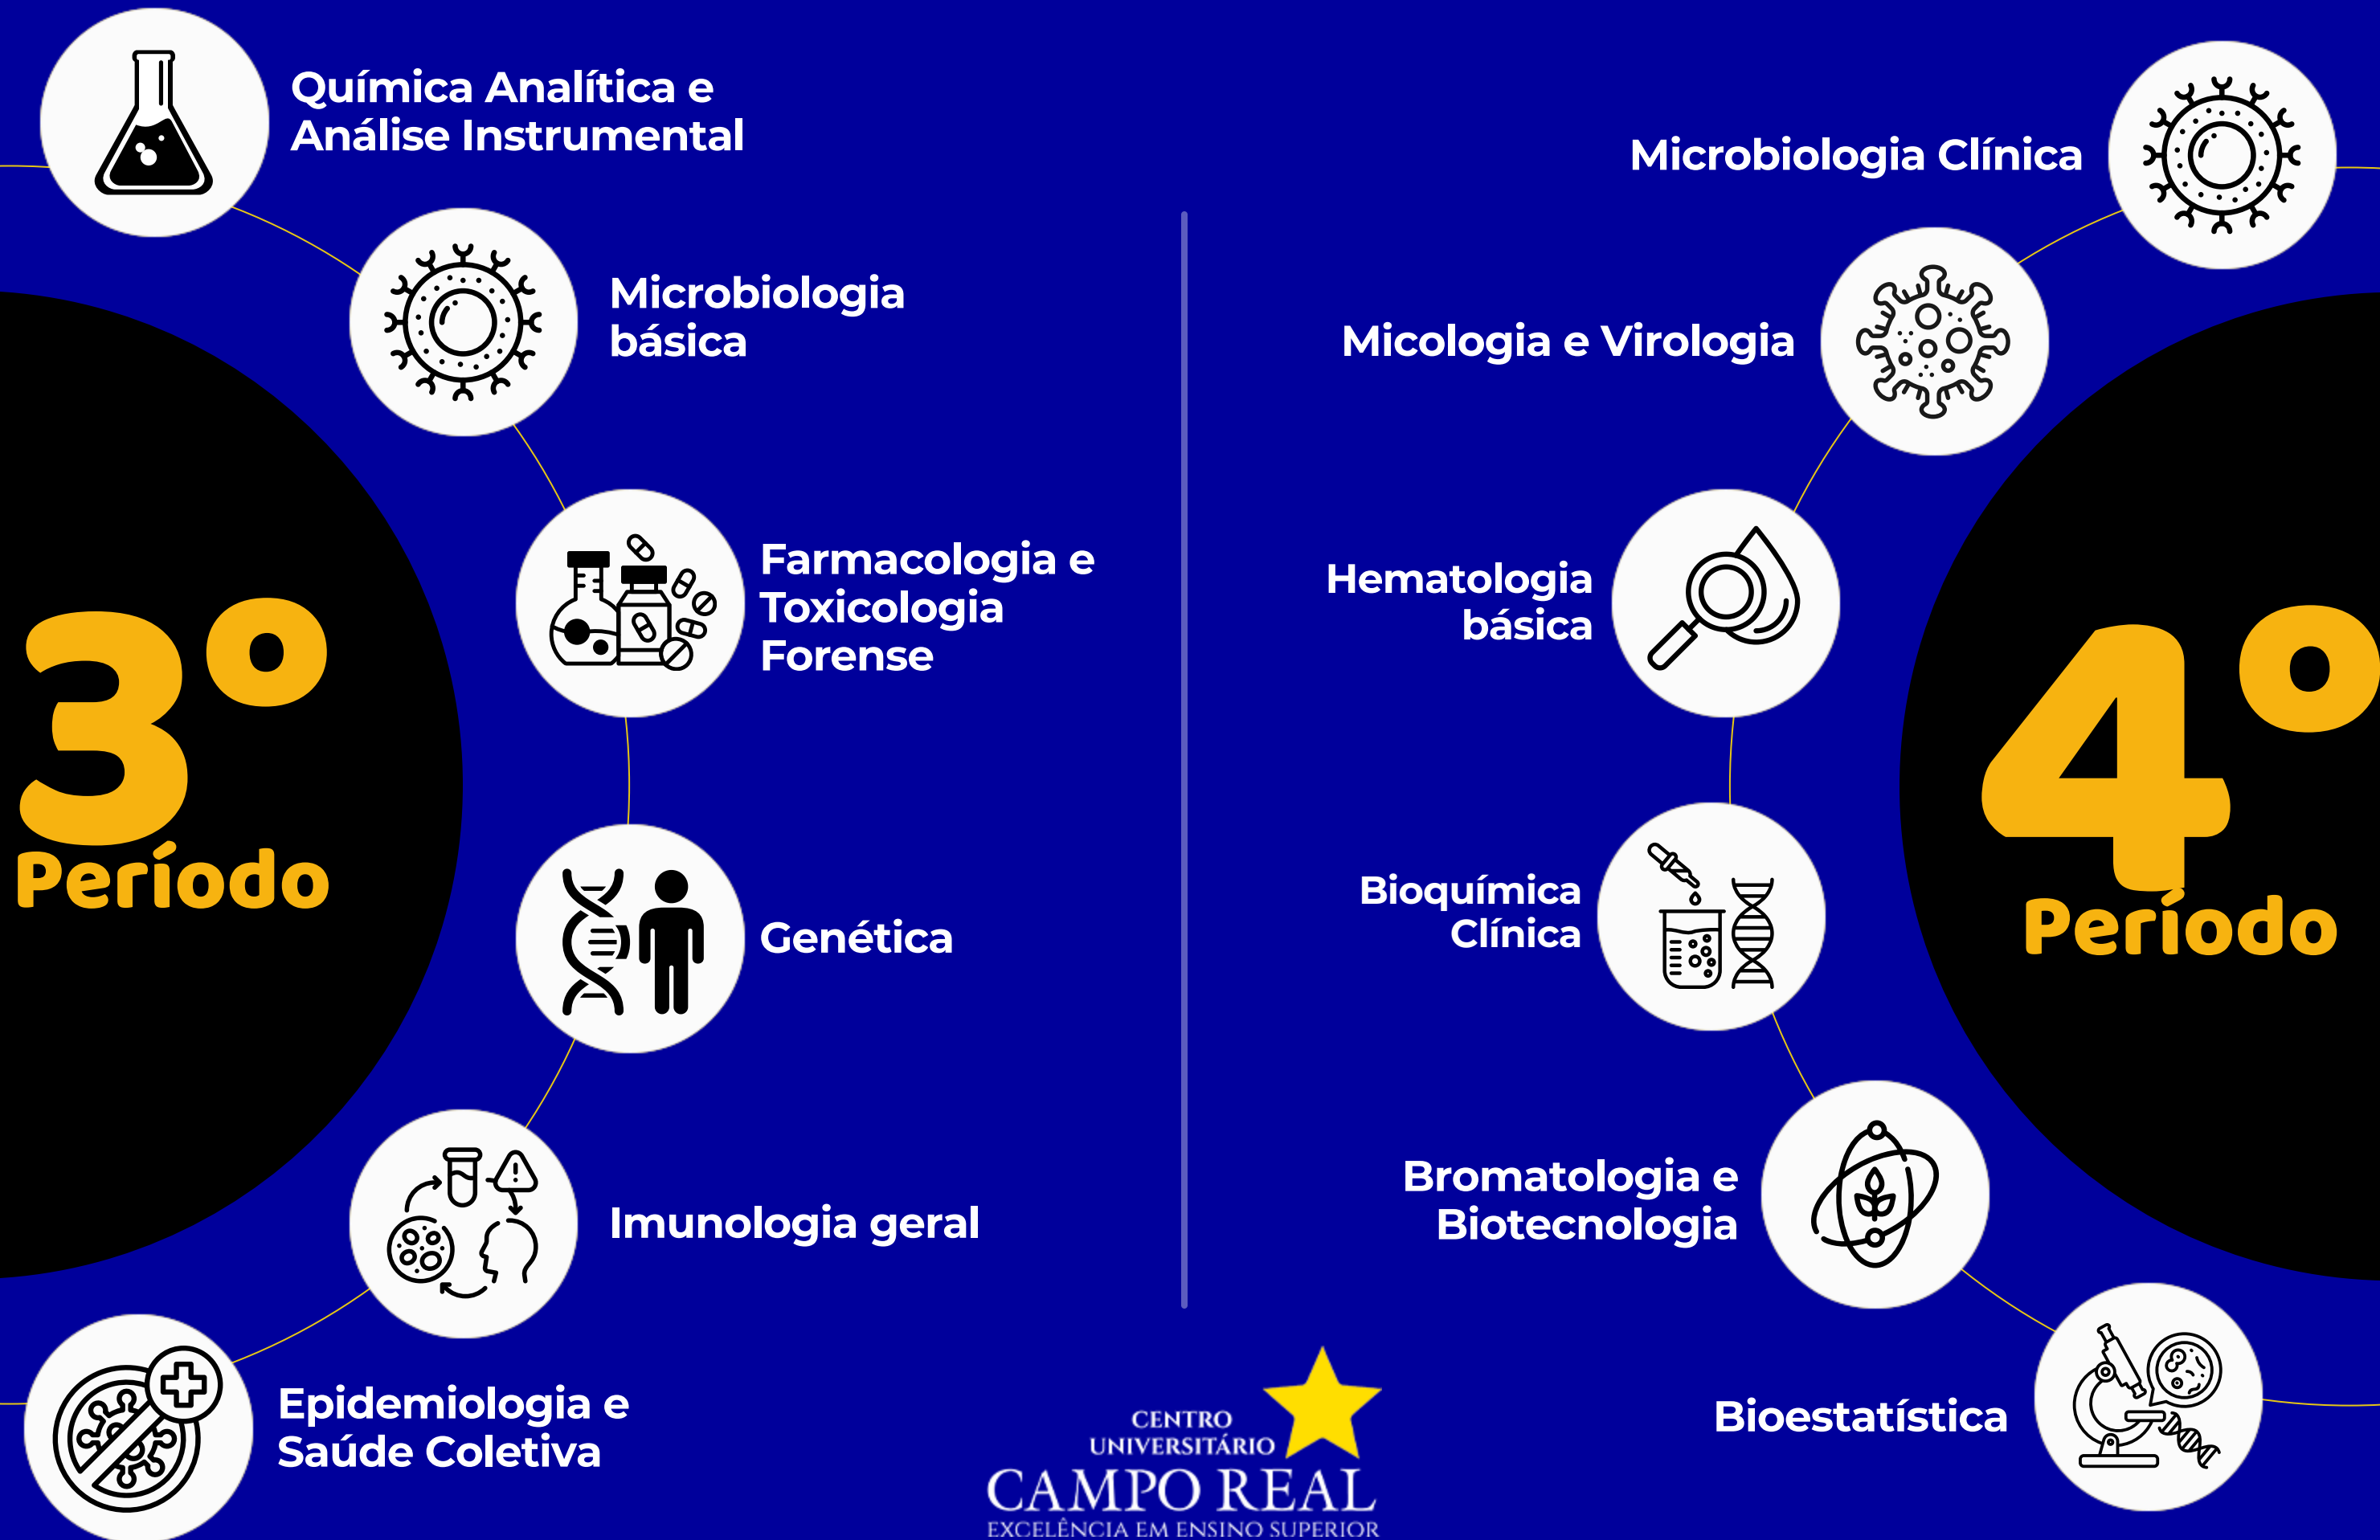 3º
Período
Química Analítica e
Análise Instrumental
Microbiologia
básica
Farmacologia e
Toxicologia
Forense
Genética
Imunologia geral
Epidemiologia e
Saúde Coletiva
4º
Período
Microbiologia Clínica
Micologia e Virologia
Hematologia
básica
Bioquímica
Clínica
Bromatologia e
Biotecnologia
Bioestatística
CENTRO
UNIVERSITÁRIO
CAMPO REAL
EXCELÊNCIA EM ENSINO SUPERIOR